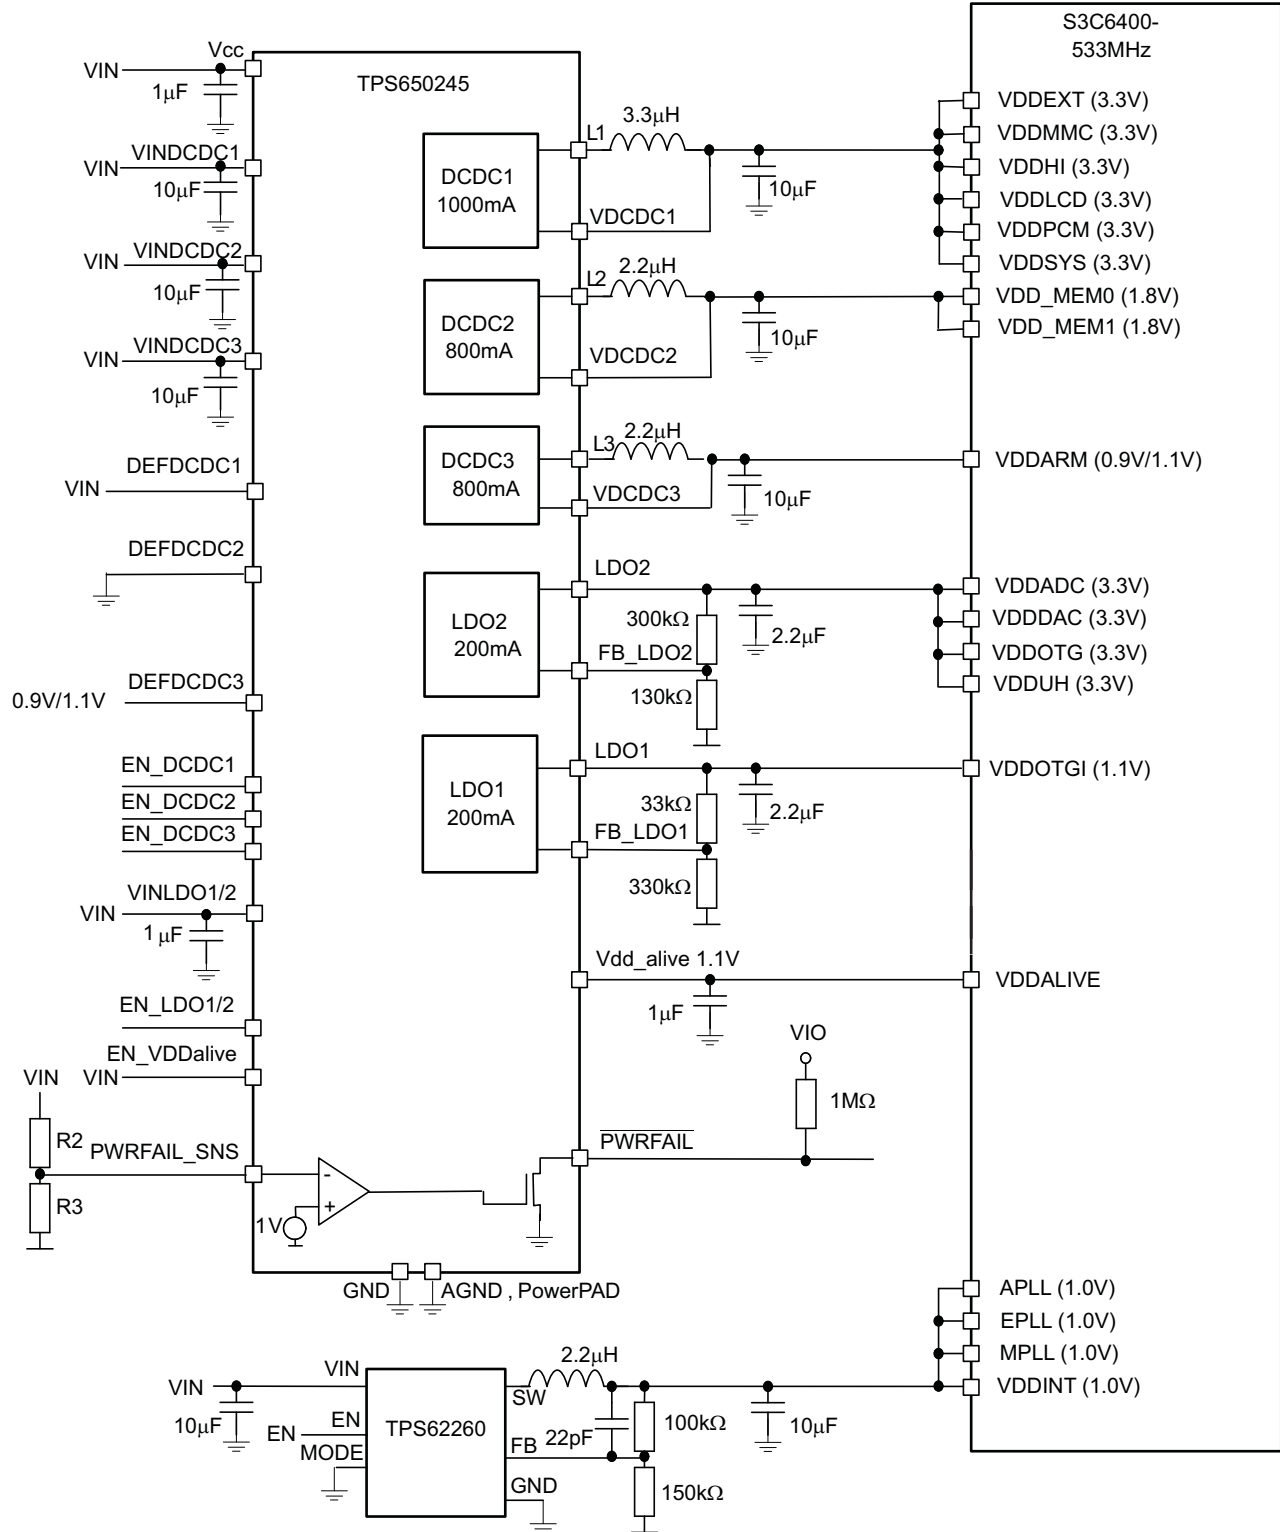 S3C6400-
533MHz
TPS650245
VIN
Vcc
1μF
VIN
VINDCDC1
10μF
VIN
VINDCDC2
10μF
VIN
VINDCDC3
10μF
DEFDCDC1
VIN
DEFDCDC2
DEFDCDC3
0.9V/1.1V
EN_DCDC1
EN_DCDC2
EN_DCDC3
VINLDO1/2
VIN
1 μF
EN_LDO1/2
EN_VDDalive
VIN
VIN
R2
PWRFAIL_SNS
R3
-
+
1V
GND
AGND , PowerPAD
DCDC1
1000mA
L1
3.3μH
VDCDC1
10μF
DCDC2
800mA
L2
2.2μH
VDCDC2
10μF
DCDC3
800mA
L3
2.2μH
VDCDC3
10μF
LDO2
200mA
LDO2
300kΩ
FB_LDO2
130kΩ
2.2μF
LDO1
200mA
LDO1
33kΩ
FB_LDO1
330kΩ
2.2μF
Vdd_alive 1.1V
1μF
VIO
1MΩ
PWRFAIL
VDDEXT (3.3V)
VDDMMC (3.3V)
VDDHI (3.3V)
VDDLCD (3.3V)
VDDPCM (3.3V)
VDDSYS (3.3V)
VDD_MEM0 (1.8V)
VDD_MEM1 (1.8V)
VDDARM (0.9V/1.1V)
VDDADC (3.3V)
VDDDAC (3.3V)
VDDOTG (3.3V)
VDDUH (3.3V)
VDDOTGI (1.1V)
VDDALIVE
APLL (1.0V)
EPLL (1.0V)
MPLL (1.0V)
VDDINT (1.0V)
VIN
10μF
VIN
EN
EN
MODE
TPS62260
SW
2.2μH
FB
GND
22pF
100kΩ
150kΩ
10μF